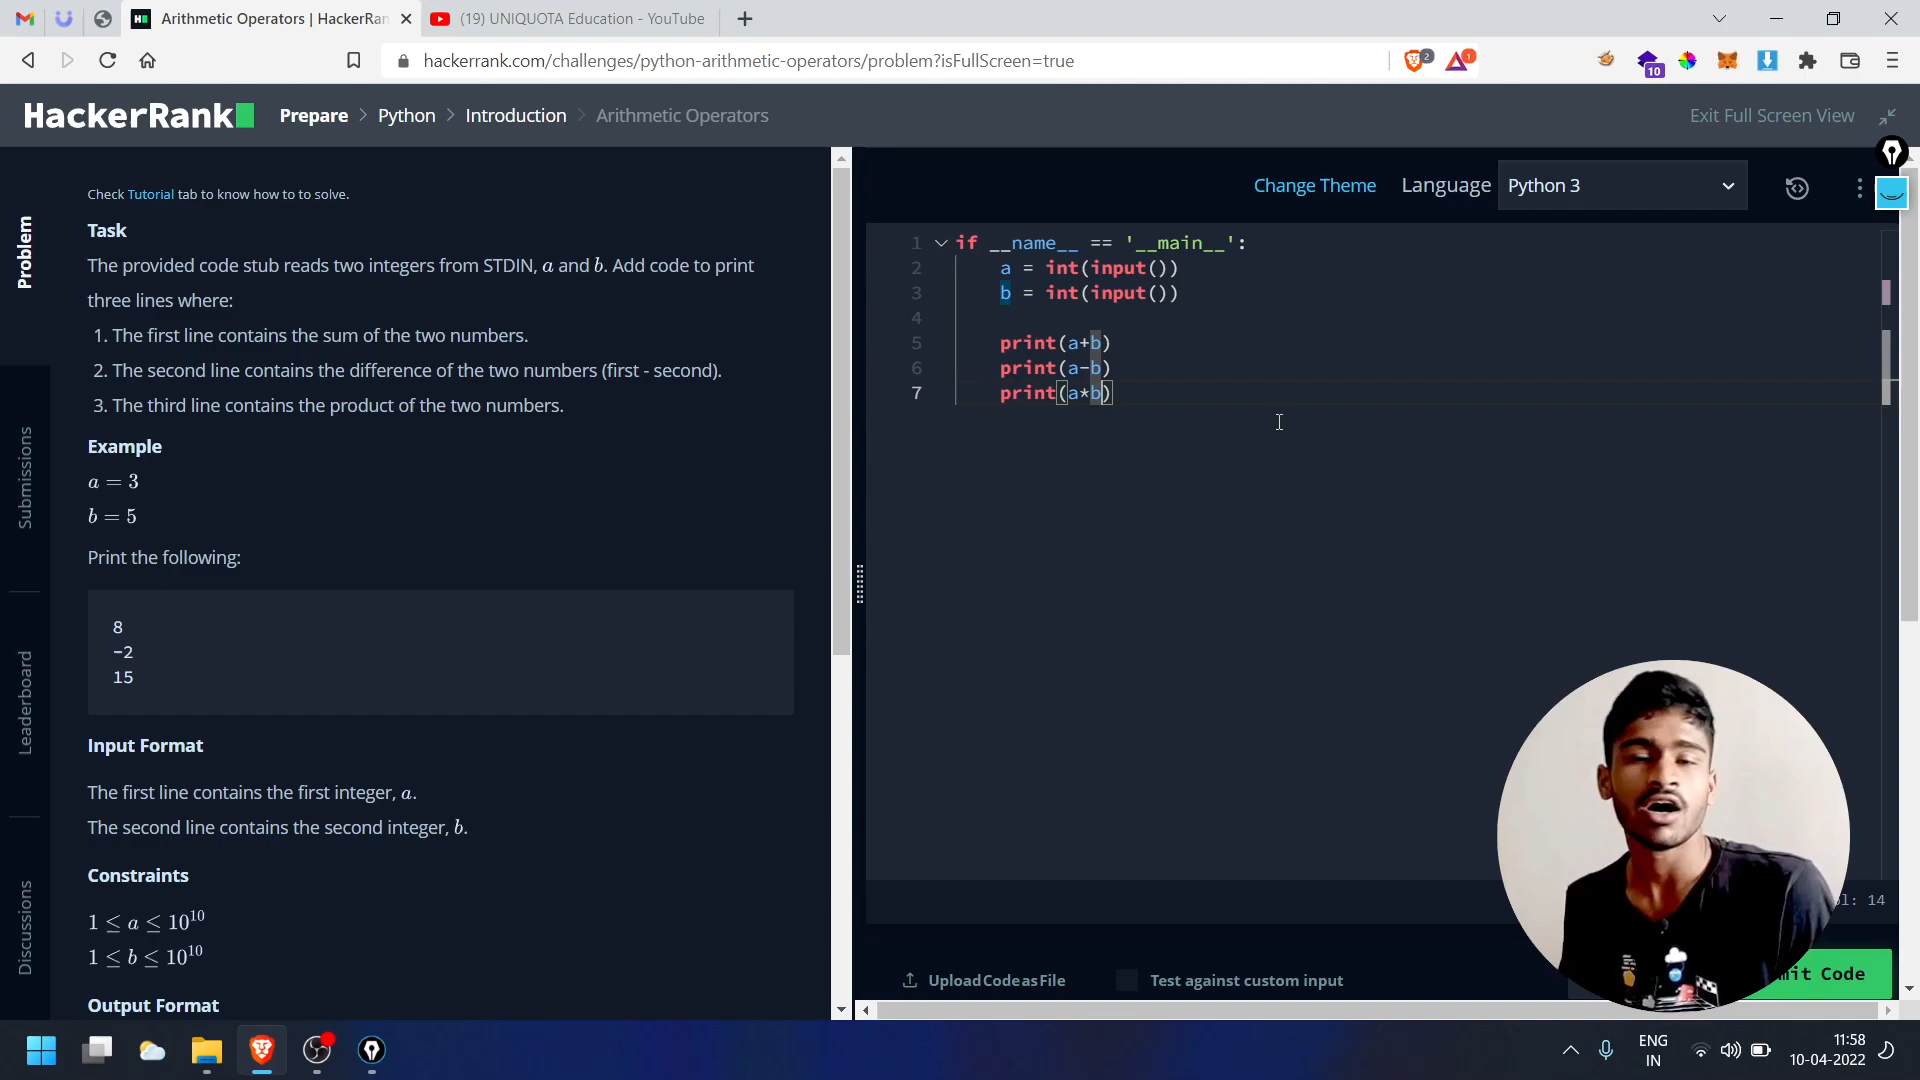 Arithmetic Operators | HackerRan
(19) UNIQUOTA Education - YouTube
hackerrank.com/challenges/python-arithmetic-operators/problem?isFullScreen=true
2
1
10
HackerRank
Prepare > Python > Introduction > Arithmetic Operators
Exit Full Screen View
Problem
Submissions
Leaderboard
Discussions
Check Tutorial tab to know how to to solve.
Task
The provided code stub reads two integers from STDIN, a and b. Add code to print
three lines where:
1. The first line contains the sum of the two numbers.
2. The second line contains the difference of the two numbers (first - second).
3. The third line contains the product of the two numbers.
Example
a = 3
b = 5
Print the following:
8
-2
15
Input Format
The first line contains the first integer, a.
The second line contains the second integer, b.
Constraints
1 ≤ a ≤ 10¹⁰
1 ≤ b ≤ 10¹⁰
Output Format
Change Theme
Language
Python 3
1 if __name__ == '__main__':
2 a = int(input())
3 b = int(input())
4
5 print(a+b)
6 print(a-b)
7 print(a*b)
: 14
Upload Code as File
Test against custom input
Code
ENG
IN
11:58
10-04-2022